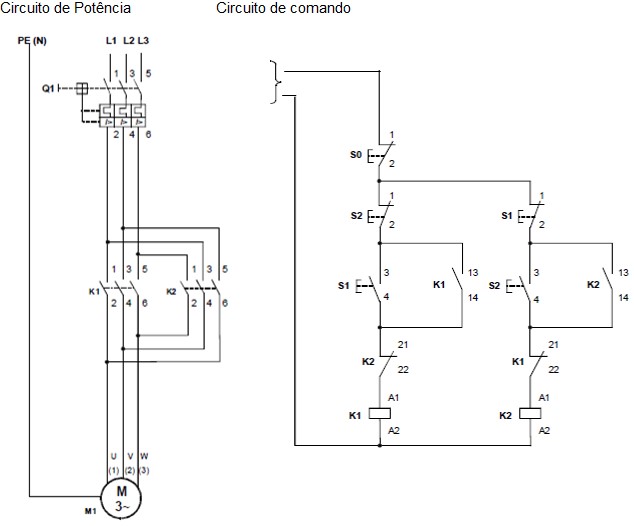 Circuito de Potência Circuito de comando
PE (N) L1 L2 L3
1 3 5
Q1
2 4 6
1 3 5 1 3 5
K1 K2
2 4 6 2 4 6
U V W
(1) (2) (3)
M
3~
M1
1
S0
2
1 1
S2 S1
2 2
3 13 3 13
S1 K1 S2 K2
4 14 4 14
21 21
K2 K1
22 22
A1 A1
K1 K2
A2 A2